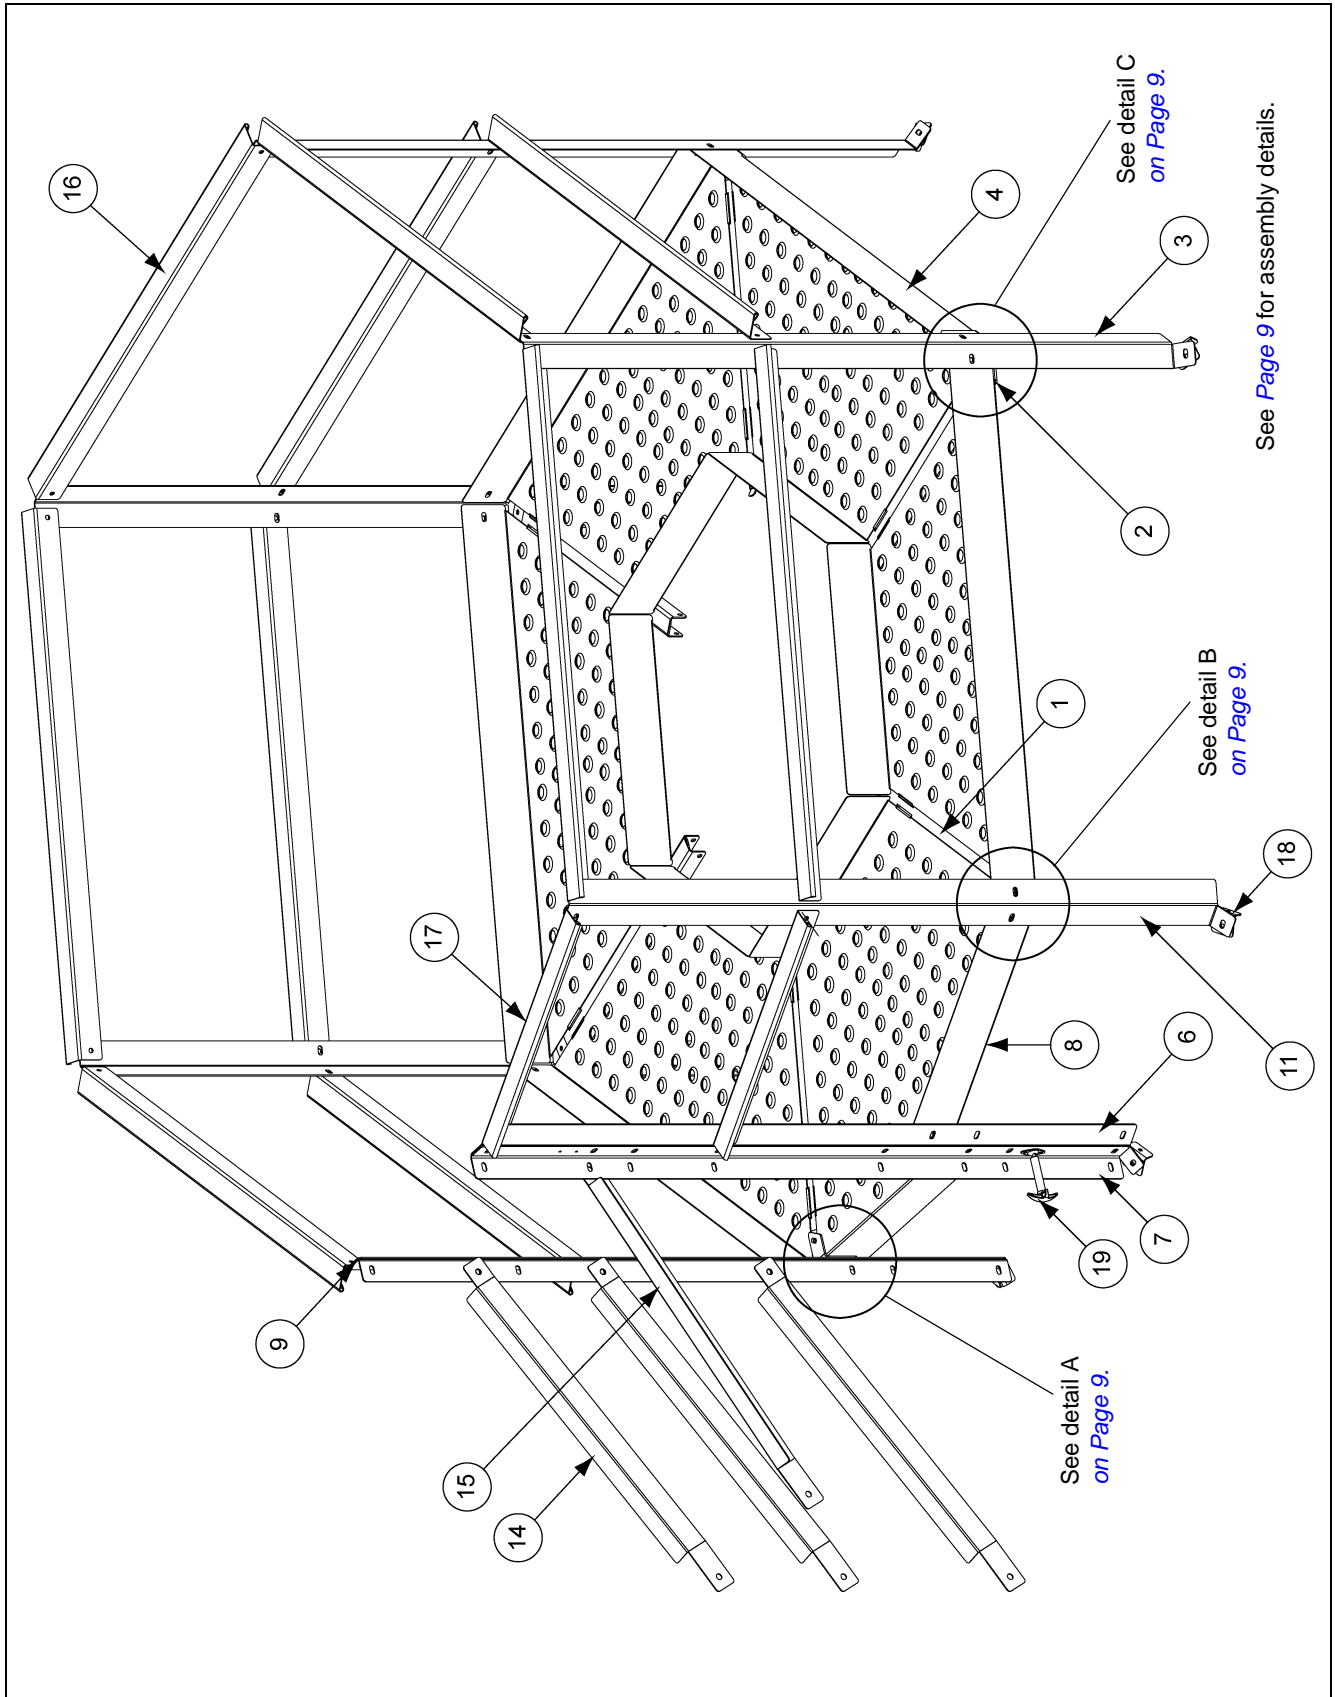 16
See detail C
on Page 9.
4
3
See Page 9 for assembly details.
2
See detail B
on Page 9.
1
17
18
11
8
6
7
19
9
See detail A
on Page 9.
15
14